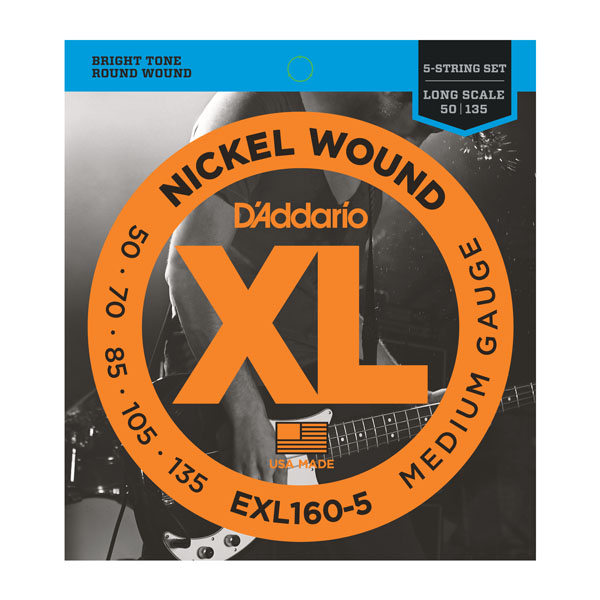 BRIGHT TONE
ROUND WOUND
5-STRING SET
LONG SCALE
50 | 135
NICKEL WOUND
D'Addario
XL
50 · 70 · 85 · 105 · 135
MEDIUM GAUGE
USA MADE
EXL160-5